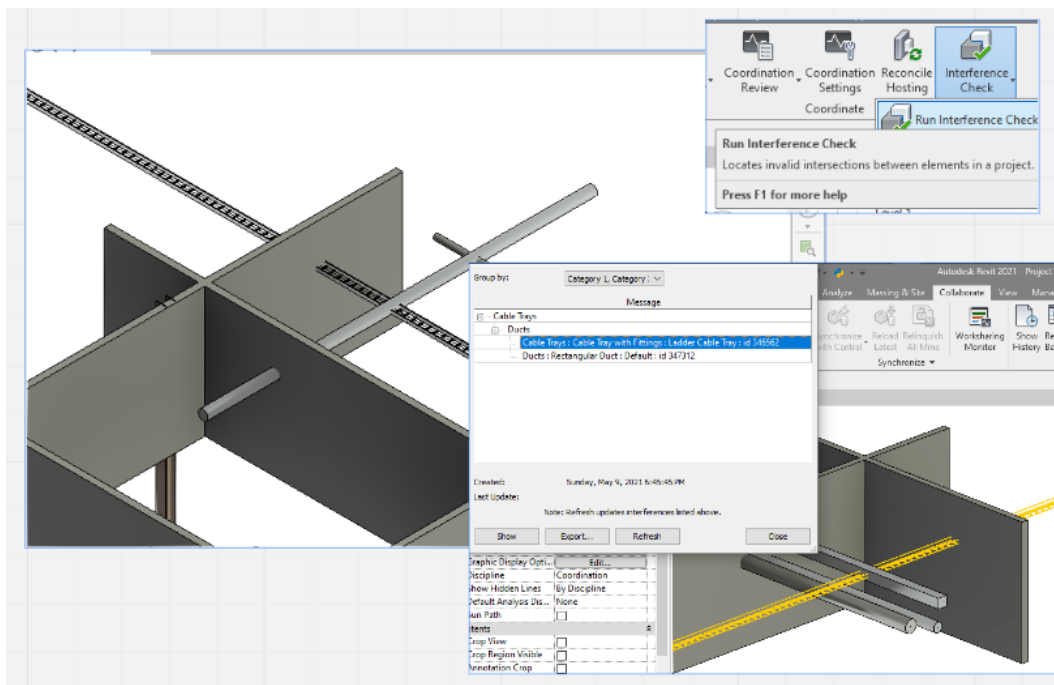 Coordination Review
Coordination Settings
Reconcile Hosting
Interference Check
Coordinate
Run Interference Check
Run Interference Check
Locates invalid intersections between elements in a project.
Press F1 for more help
Group by:
Category 1, Category
Message
Cable Trays
Ducts
Cable Trays : Cable Tray with Fittings : Ladder Cable Tray : id 346562
Ducts : Rectangular Duct : Default : id 347312
Created: Sunday, May 9, 2021 6:45:45 PM
Last Update:
Note: Refresh updates interferences listed above.
Show
Export...
Refresh
Close
Autodesk Revit 2021 - Project
Analyze
Massing & Site
Collaborate
View
with Central
Reload Latest
Relinquish All Mine
Worksharing Monitor
Show History
Synchronize
Graphic Display Opti...
Edit...
Discipline
Coordination
Show Hidden Lines
By Discipline
Default Analysis Dis...
None
Sun Path
Crop View
Crop Region Visible
Annotation Crop